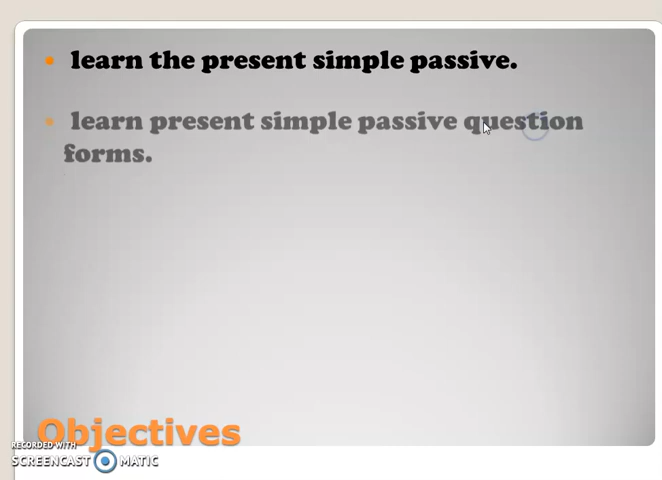 learn the present simple passive.
learn present simple passive question
forms.
Objectives
RECORDED WITH
SCREENCAST MATIC